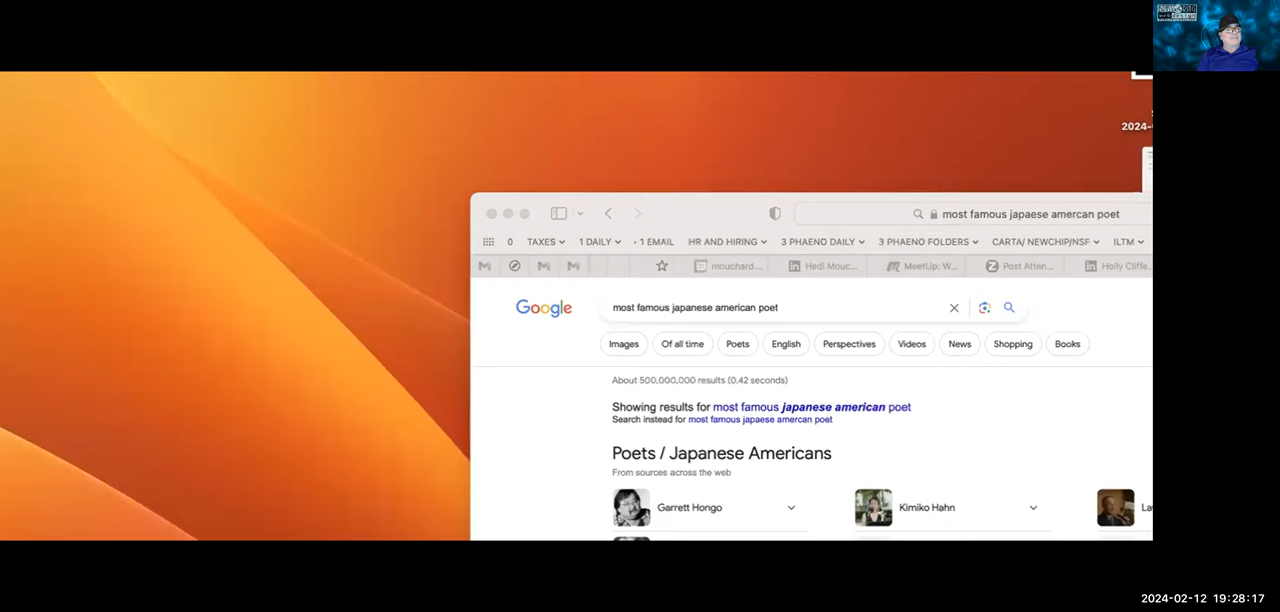 2024-
most famous japaese amercan poet
0 TAXES 1 DAILY • 1 EMAIL HR AND HIRING 3 PHAENO DAILY 3 PHAENO FOLDERS CARTA/ NEWCHIP/NSF ILTM
mouchard.... Hedi Mouc... MeetUp: W... Post Atten... Holly Cliffe..
Google most famous japanese american poet
Images Of all time Poets English Perspectives Videos News Shopping Books
About 500,000,000 results (0.42 seconds)
Showing results for most famous japanese american poet
Search instead for most famous japaese amercan poet
Poets / Japanese Americans
From sources across the web
Garrett Hongo Kimiko Hahn La
2024-02-12 19:28:17